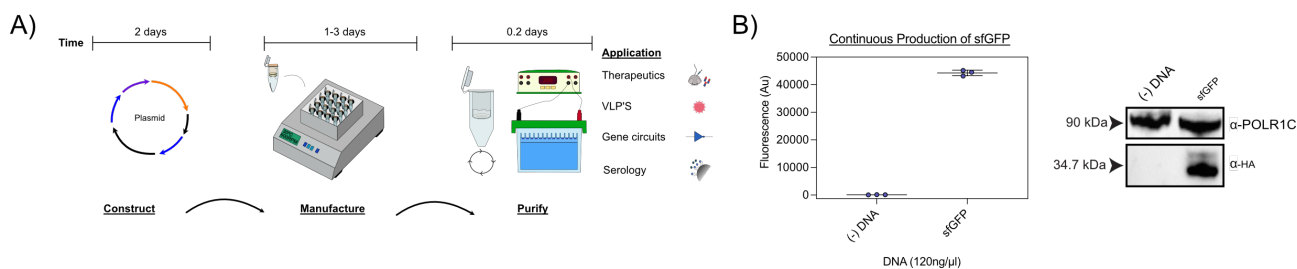 A)
Time
2 days
1-3 days
0.2 days
Plasmid
Application
Therapeutics
VLP'S
Gene circuits
Serology
Construct
Manufacture
Purify
B)
Continuous Production of sfGFP
Fluorescence (Au)
50000
40000
30000
20000
10000
0
(-) DNA
sfGFP
DNA (120ng/µl)
(-) DNA
sfGFP
90 kDa
α-POLR1C
34.7 kDa
α-HA